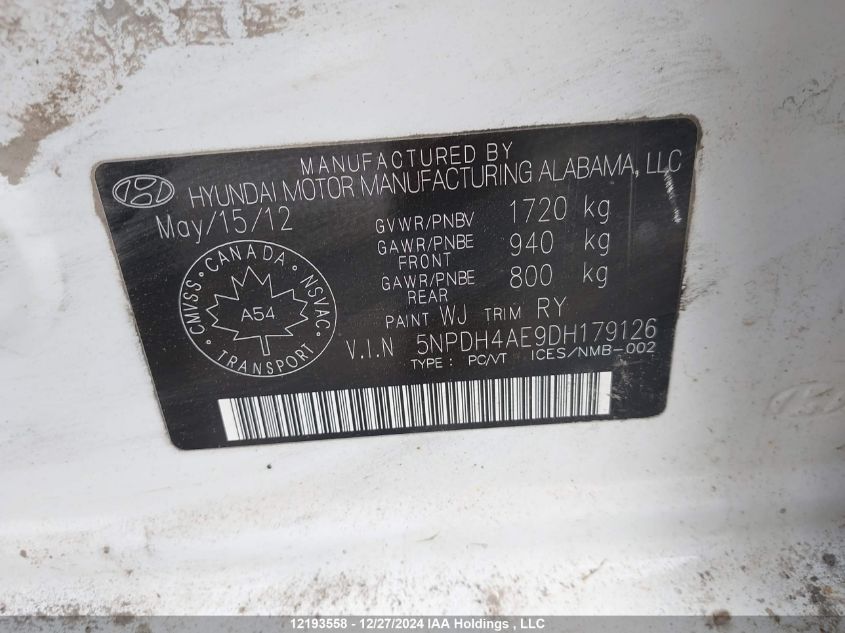 MANUFACTURED BY
HYUNDAI MOTOR MANUFACTURING ALABAMA, LLC
May/15/12
GVWR/PNBV 1720 kg
GAWR/PNBE FRONT 940 kg
GAWR/PNBE REAR 800 kg
PAINT WJ TRIM RY
V.I.N 5NPDH4AE9DH179126
TYPE: PC/VT ICES/NMB-002
CMVSS · CANADA · NSVAC · TRANSPORT ·
A54
12193558 - 12/27/2024 IAA Holdings , LLC